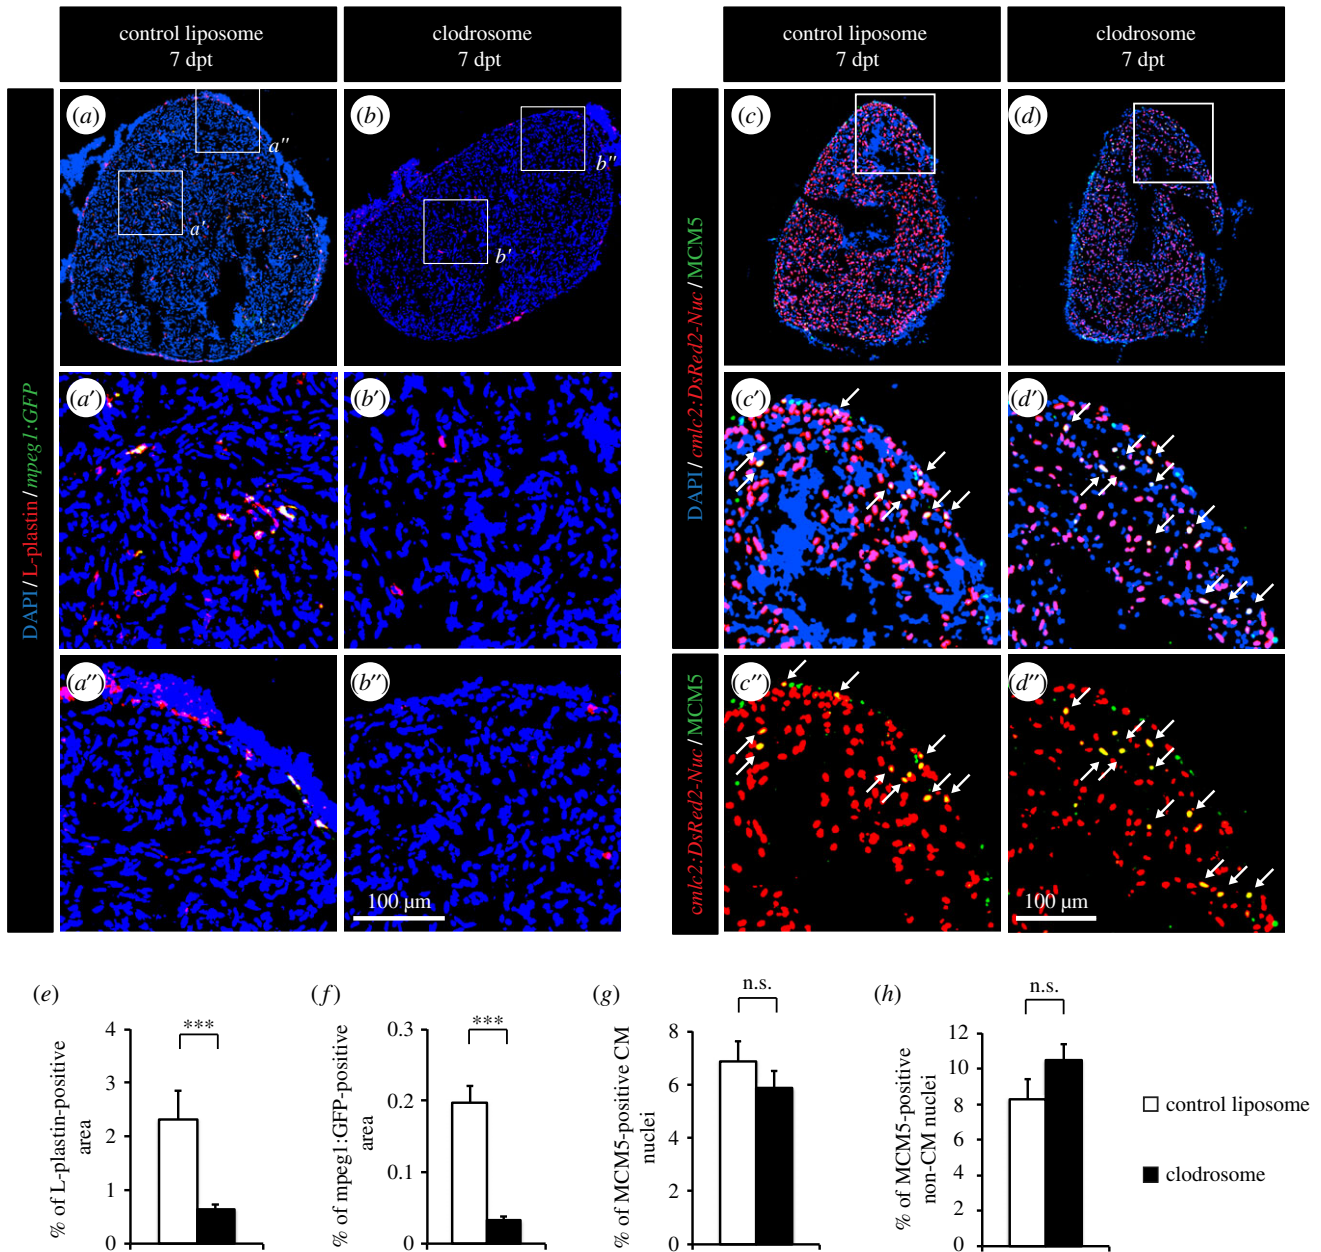 control liposome
7 dpt
clodrosome
7 dpt
control liposome
7 dpt
clodrosome
7 dpt
DAPI/L-plastin/mpeg1:GFP
(a)
a″
a′
(b)
b″
b′
(c)
(d)
DAPI/cmlc2:DsRed2-Nuc/MCM5
(a′)
(b′)
(c′)
(d′)
(a″)
(b″)
100 µm
cmlc2:DsRed2-Nuc/MCM5
(c″)
(d″)
100 µm
(e)
% of L-plastin-positive
area
4
3
2
1
0
***
(f)
% of mpeg1:GFP-positive
area
0.3
0.2
0.1
0
***
(g)
% of MCM5-positive CM
nuclei
8
6
4
2
0
n.s.
(h)
% of MCM5-positive
non-CM nuclei
12
10
8
6
4
2
0
n.s.
control liposome
clodrosome